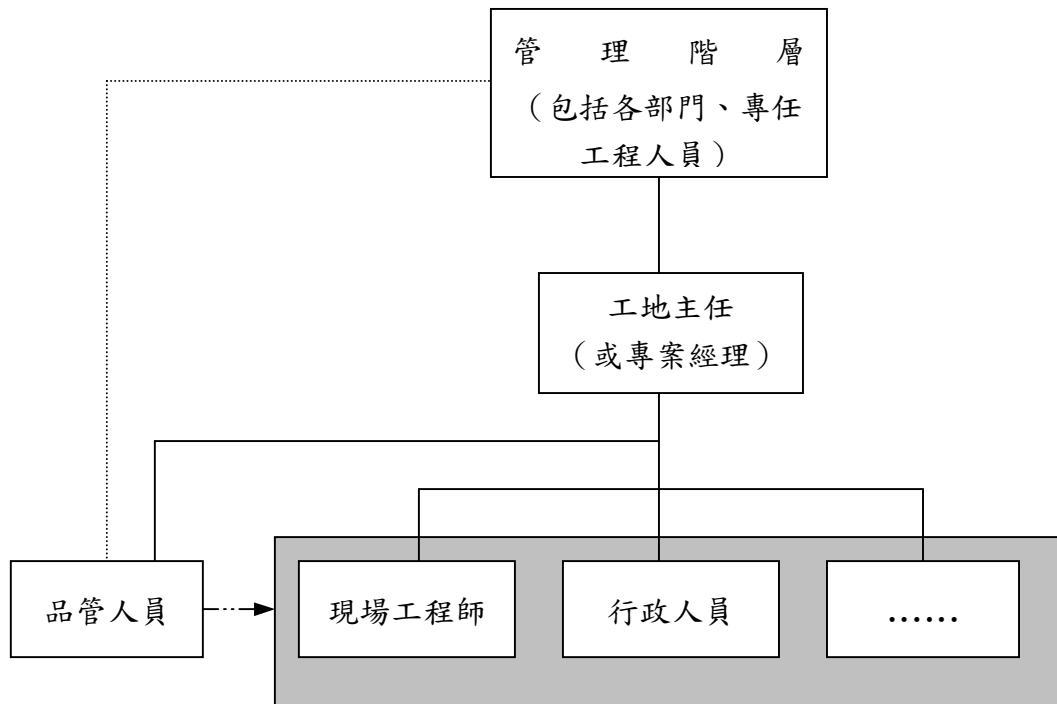 管理階層
（包括各部門、專任
工程人員）
工地主任
（或專案經理）
品管人員
現場工程師
行政人員
……